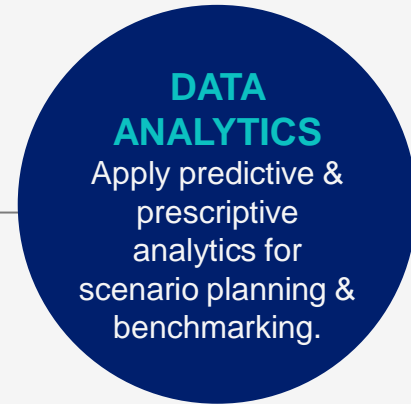 DATA
ANALYTICS
Apply predictive &
prescriptive
analytics for
scenario planning &
benchmarking.